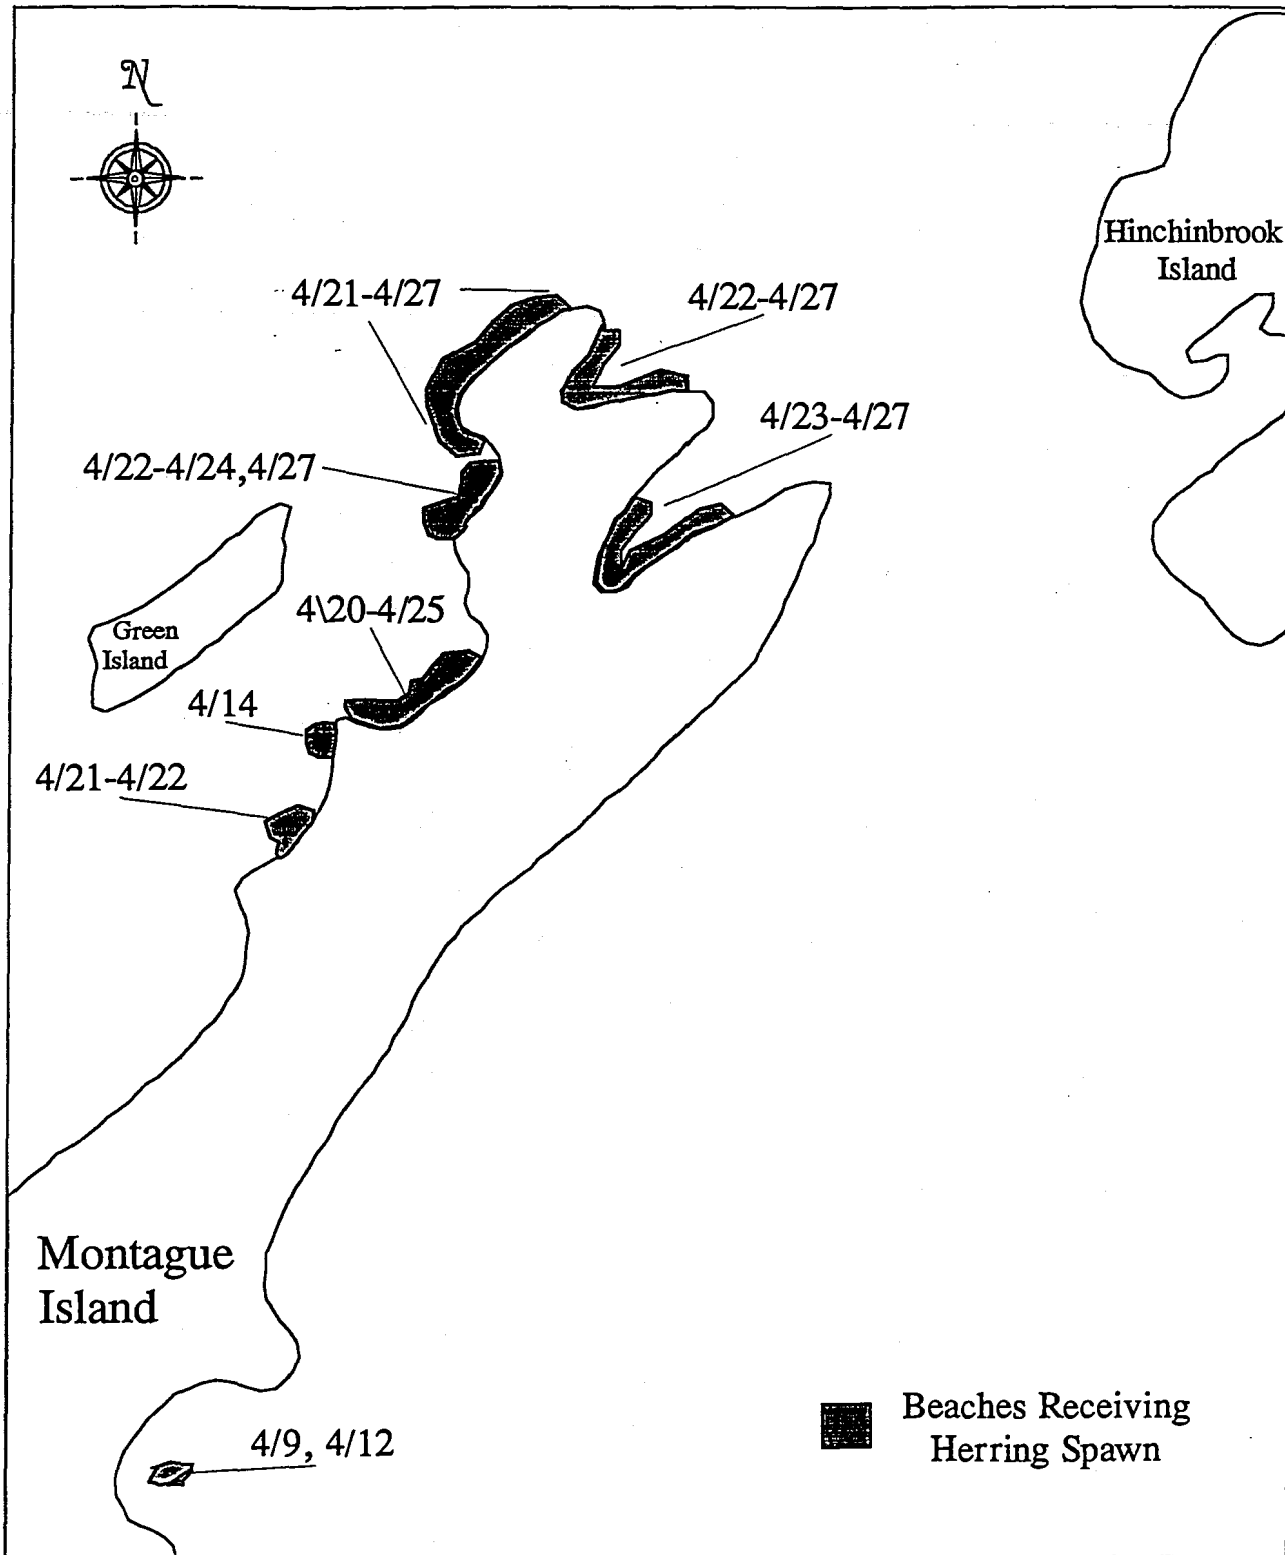 N
Hinchinbrook
Island
4/21-4/27
4/22-4/27
4/23-4/27
4/22-4/24,4/27
4\20-4/25
Green
Island
4/14
4/21-4/22
Montague
Island
4/9, 4/12
Beaches Receiving
Herring Spawn